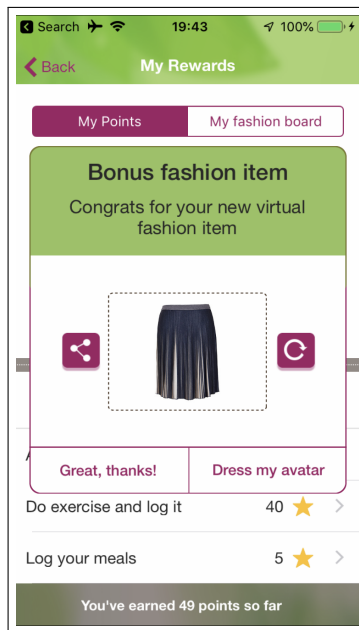 Search 19:43 100%
Back My Rewards
My Points My fashion board
Bonus fashion item
Congrats for your new virtual
fashion item
Great, thanks! Dress my avatar
Do exercise and log it 40
Log your meals 5
You've earned 49 points so far